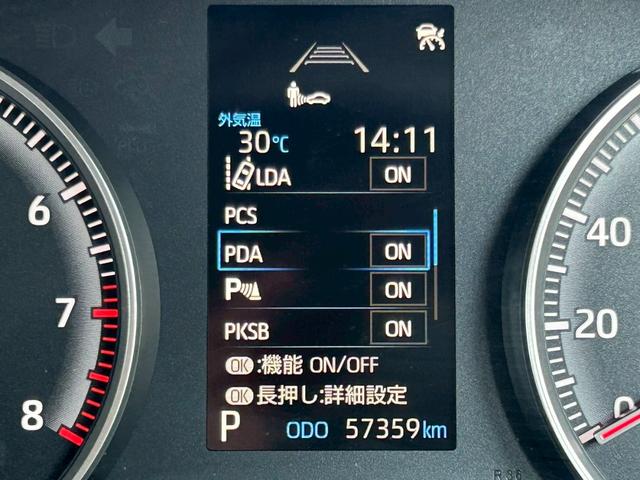 外気温
30℃ 14:11
LDA ON
PCS
PDA ON
P ON
PKSB ON
OK:機能 ON/OFF
OK長押し:詳細設定
P ODO 57359km
6
7
8
40
20
0